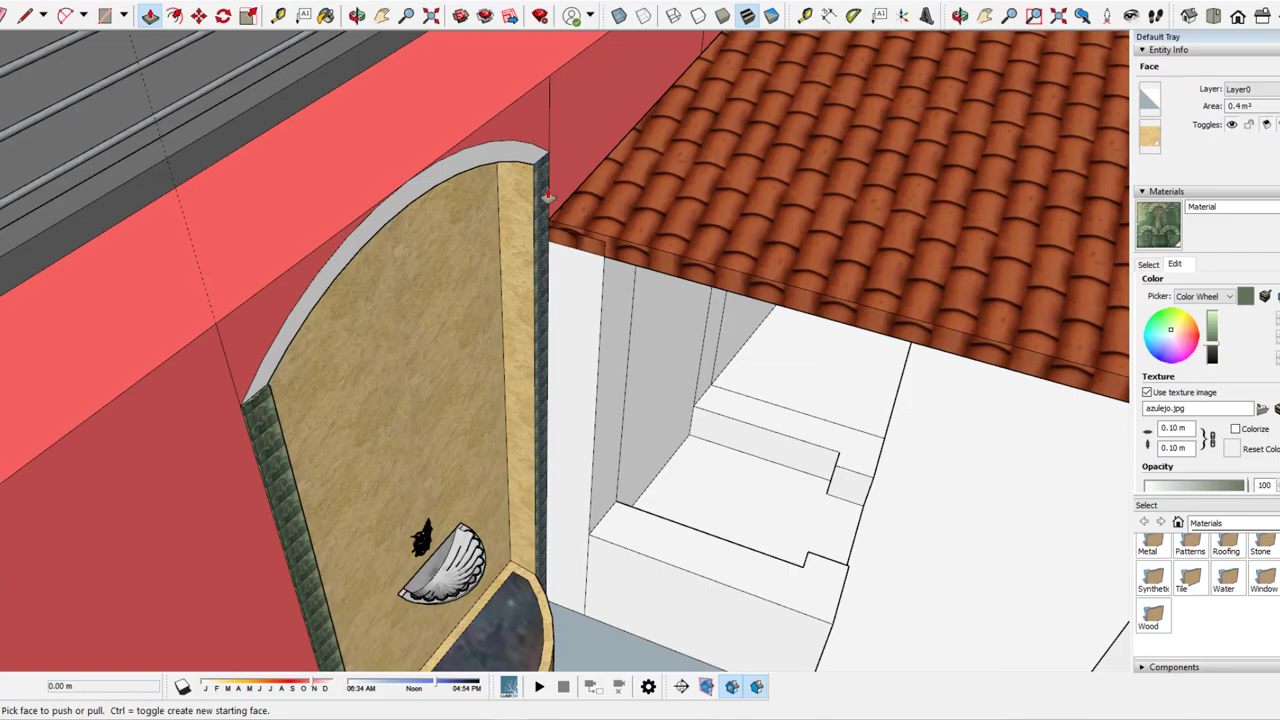 Default Tray
Entity Info
Face
Layer: Layer0
Area: 0.4 m²
Toggles:
Materials
Material
Select Edit
Color
Picker: Color Wheel
Texture
Use texture image
azulejo.jpg
0.10 m Colorize
0.10 m Reset Colo
Opacity
100
Select
Materials
Metal Patterns Roofing Stone
Synthetic Tile Water Window
Wood
Components
0.00 m
J F M A M J J A S O N D
06:34 AM Noon 04:54 PM
Pick face to push or pull. Ctrl = toggle create new starting face.